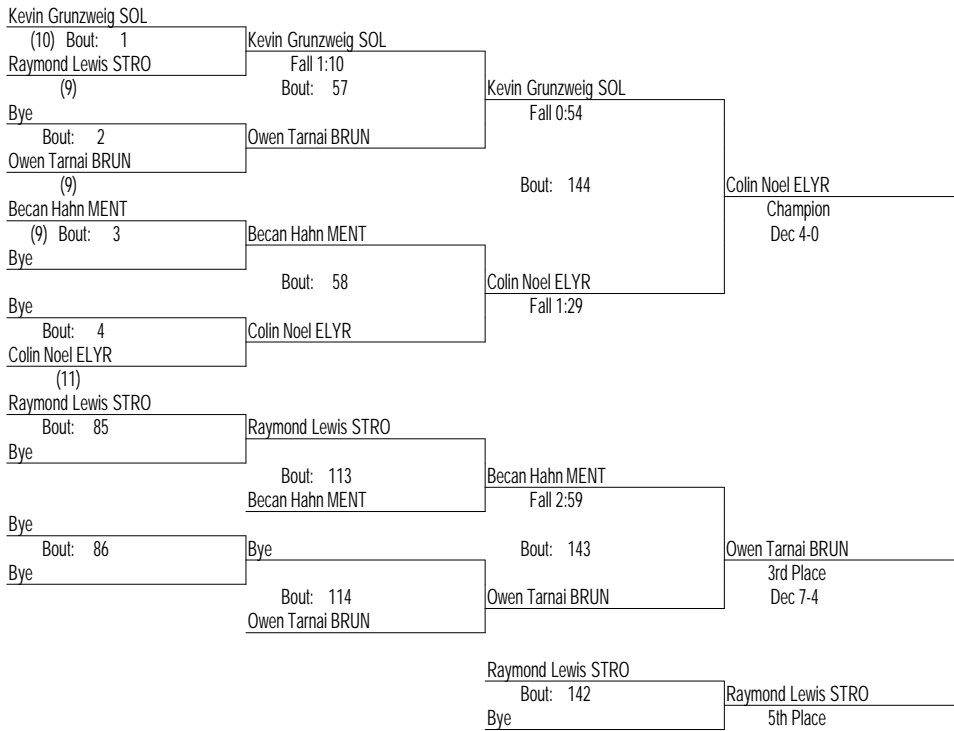 Kevin Grunzweig SOL
(10) Bout: 1
Raymond Lewis STRO
(9)
Bye
Bout: 2
Owen Tarnai BRUN
(9)
Becan Hahn MENT
(9) Bout: 3
Bye
Bye
Bout: 4
Colin Noel ELYR
(11)
Raymond Lewis STRO
Bout: 85
Bye
Bye
Bout: 86
Bye
Kevin Grunzweig SOL
Fall 1:10
Bout: 57
Owen Tarnai BRUN
Becan Hahn MENT
Bout: 58
Colin Noel ELYR
Raymond Lewis STRO
Bout: 113
Becan Hahn MENT
Bye
Bout: 114
Owen Tarnai BRUN
Kevin Grunzweig SOL
Fall 0:54
Bout: 144
Colin Noel ELYR
Fall 1:29
Becan Hahn MENT
Fall 2:59
Bout: 143
Owen Tarnai BRUN
Raymond Lewis STRO
Bout: 142
Bye
Colin Noel ELYR
Champion
Dec 4-0
Owen Tarnai BRUN
3rd Place
Dec 7-4
Raymond Lewis STRO
5th Place